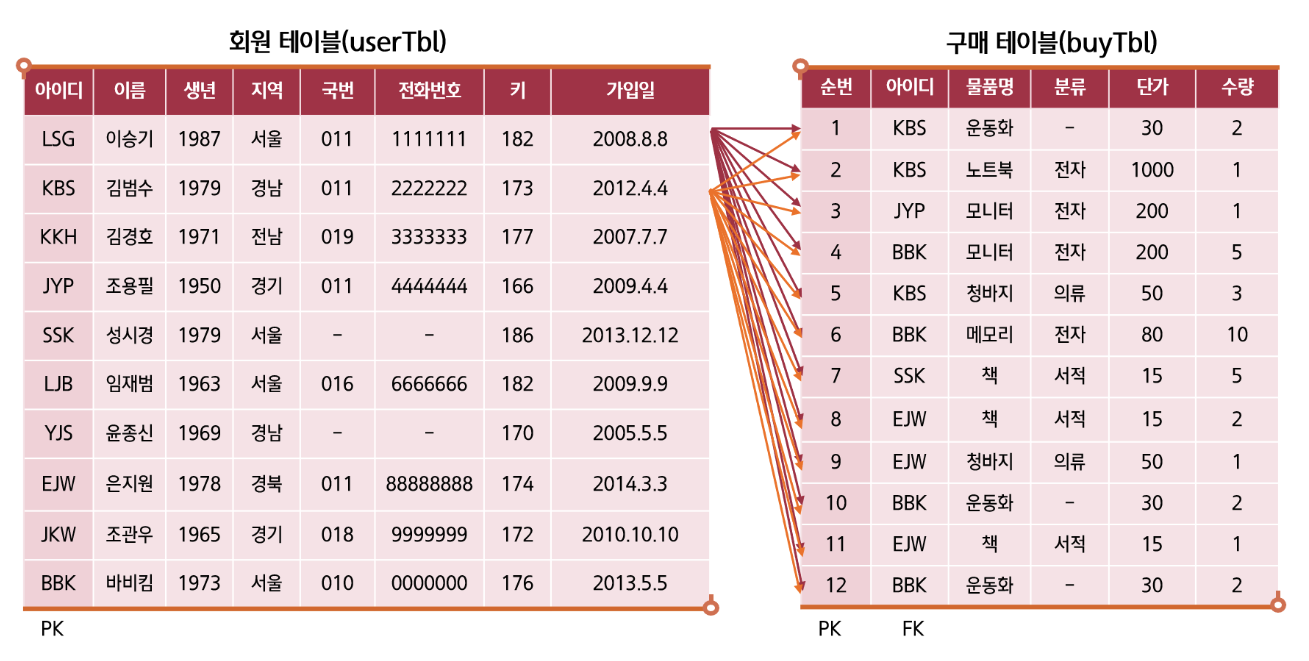 회원 테이블(userTbl)
아이디 이름 생년 지역 국번 전화번호 키 가입일
LSG 이승기 1987 서울 011 1111111 182 2008.8.8
KBS 김범수 1979 경남 011 2222222 173 2012.4.4
KKH 김경호 1971 전남 019 3333333 177 2007.7.7
JYP 조용필 1950 경기 011 4444444 166 2009.4.4
SSK 성시경 1979 서울 - - 186 2013.12.12
LJB 임재범 1963 서울 016 6666666 182 2009.9.9
YJS 윤종신 1969 경남 - - 170 2005.5.5
EJW 은지원 1978 경북 011 88888888 174 2014.3.3
JKW 조관우 1965 경기 018 9999999 172 2010.10.10
BBK 바비킴 1973 서울 010 0000000 176 2013.5.5
PK
구매 테이블(buyTbl)
순번 아이디 물품명 분류 단가 수량
1 KBS 운동화 - 30 2
2 KBS 노트북 전자 1000 1
3 JYP 모니터 전자 200 1
4 BBK 모니터 전자 200 5
5 KBS 청바지 의류 50 3
6 BBK 메모리 전자 80 10
7 SSK 책 서적 15 5
8 EJW 책 서적 15 2
9 EJW 청바지 의류 50 1
10 BBK 운동화 - 30 2
11 EJW 책 서적 15 1
12 BBK 운동화 - 30 2
PK FK